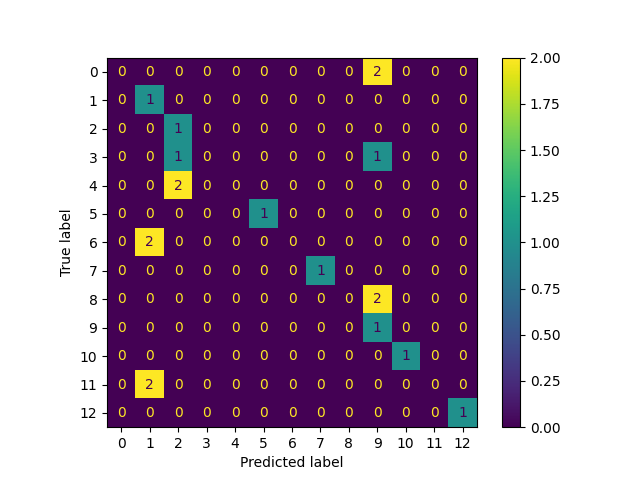 0 0 0 0 0 0 0 0 0 0 2 0 0 0 2.00
1 0 1 0 0 0 0 0 0 0 0 0 0 0 1.75
2 0 0 1 0 0 0 0 0 0 0 0 0 0 1.50
3 0 0 1 0 0 0 0 0 0 1 0 0 0
4 0 0 2 0 0 0 0 0 0 0 0 0 0 1.25
5 0 0 0 0 0 1 0 0 0 0 0 0 0
True label
6 0 2 0 0 0 0 0 0 0 0 0 0 0 1.00
7 0 0 0 0 0 0 0 1 0 0 0 0 0
8 0 0 0 0 0 0 0 0 0 2 0 0 0 0.75
9 0 0 0 0 0 0 0 0 0 1 0 0 0 0.50
10 0 0 0 0 0 0 0 0 0 0 1 0 0
11 0 2 0 0 0 0 0 0 0 0 0 0 0 0.25
12 0 0 0 0 0 0 0 0 0 0 0 0 1 0.00
0 1 2 3 4 5 6 7 8 9 10 11 12
Predicted label